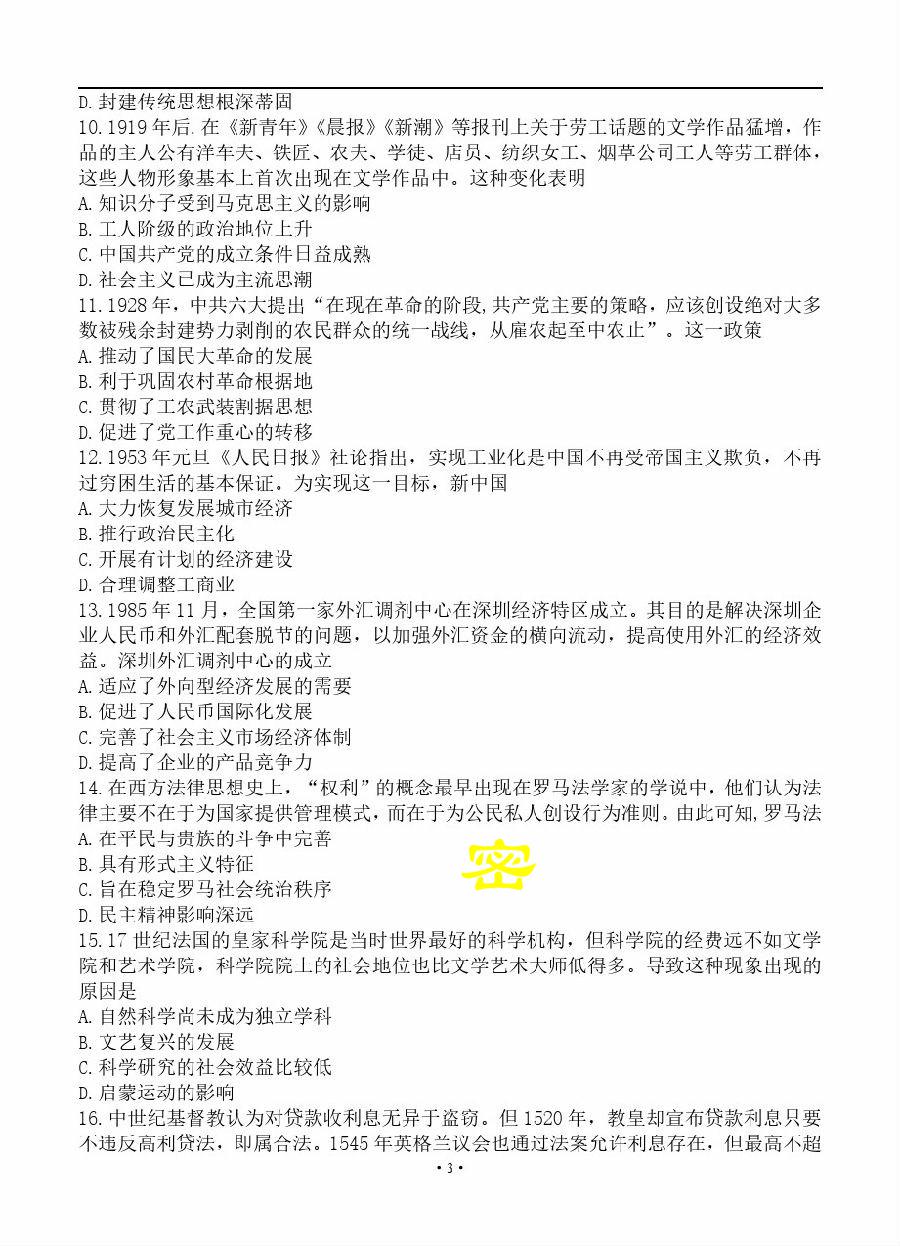 D. 封建传统思想根深蒂固
10.1919年后. 在《新青年》《晨报》《新潮》等报刊上关于劳工话题的文学作品猛增，作
品的主人公有洋车夫、铁匠、农夫、学徒、店员、纺织女工、烟草公司工人等劳工群体，
这些人物形象基本上首次出现在文学作品中。这种变化表明
A. 知识分子受到马克思主义的影响
B. 工人阶级的政治地位上升
C. 中国共产党的成立条件日益成熟
D. 社会主义已成为主流思潮
11.1928年，中共六大提出“在现在革命的阶段,共产党主要的策略，应该创设绝对大多
数被残余封建势力剥削的农民群众的统一战线，从雇农起至中农止”。这一政策
A. 推动了国民大革命的发展
B. 利于巩固农村革命根据地
C. 贯彻了工农武装割据思想
D. 促进了党工作重心的转移
12.1953年元旦《人民日报》社论指出，实现工业化是中国不再受帝国主义欺负，不再
过穷困生活的基本保证。为实现这一目标，新中国
A. 大力恢复发展城市经济
B. 推行政治民主化
C. 开展有计划的经济建设
D. 合理调整工商业
13.1985年11月，全国第一家外汇调剂中心在深圳经济特区成立。其目的是解决深圳企
业人民币和外汇配套脱节的问题，以加强外汇资金的横向流动，提高使用外汇的经济效
益。深圳外汇调剂中心的成立
A. 适应了外向型经济发展的需要
B. 促进了人民币国际化发展
C. 完善了社会主义市场经济体制
D. 提高了企业的产品竞争力
14. 在西方法律思想史上，“权利”的概念最早出现在罗马法学家的学说中，他们认为法
律主要不在于为国家提供管理模式，而在于为公民私人创设行为准则。由此可知,罗马法
A. 在平民与贵族的斗争中完善
B. 具有形式主义特征
C. 旨在稳定罗马社会统治秩序
D. 民主精神影响深远
密
15.17世纪法国的皇家科学院是当时世界最好的科学机构，但科学院的经费远不如文学
院和艺术学院，科学院院上的社会地位也比文学艺术大师低得多。导致这种现象出现的
原因是
A. 自然科学尚未成为独立学科
B. 文艺复兴的发展
C. 科学研究的社会效益比较低
D. 启蒙运动的影响
16. 中世纪基督教认为对贷款收利息无异于盗窃。但1520年，教皇却宣布贷款利息只要
不违反高利贷法，即属合法。1545年英格兰议会也通过法案允许利息存在，但最高不超
·3·